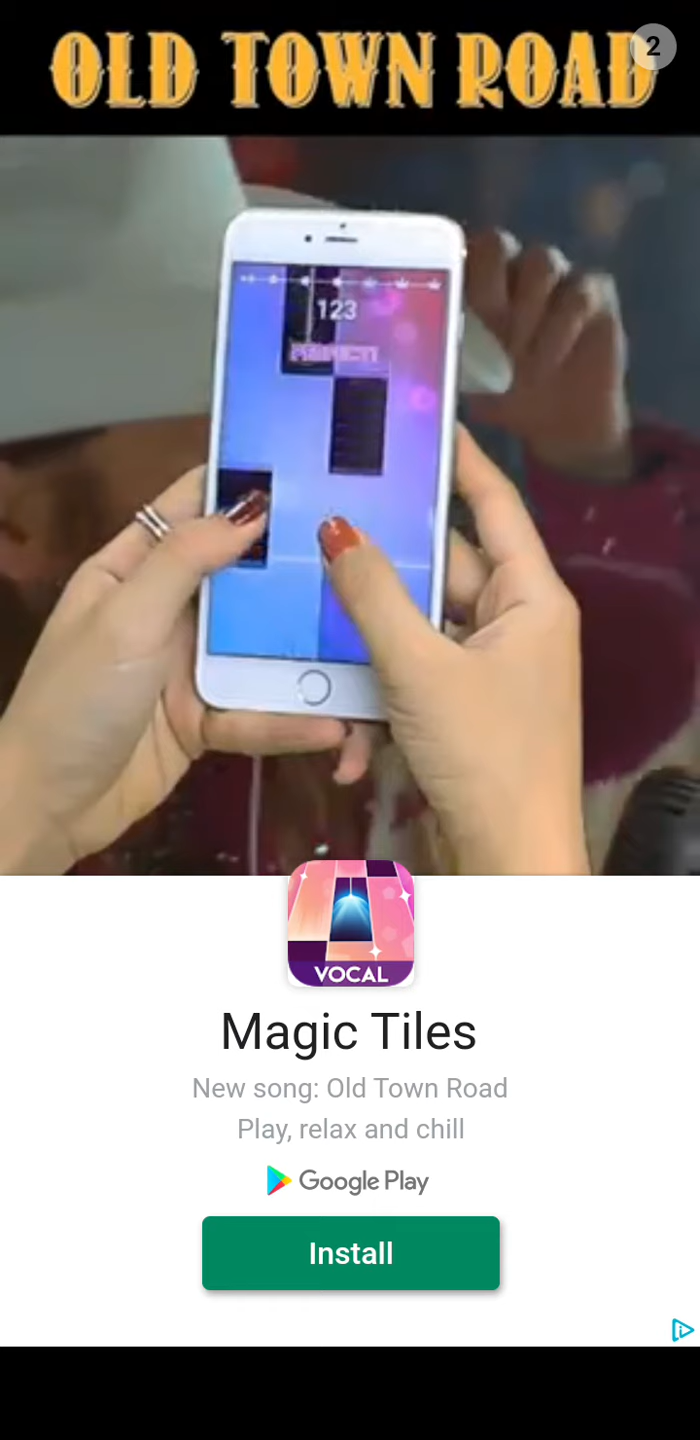 OLD TOWN ROAD
2
123
PERFECT!
VOCAL
Magic Tiles
New song: Old Town Road
Play, relax and chill
Google Play
Install